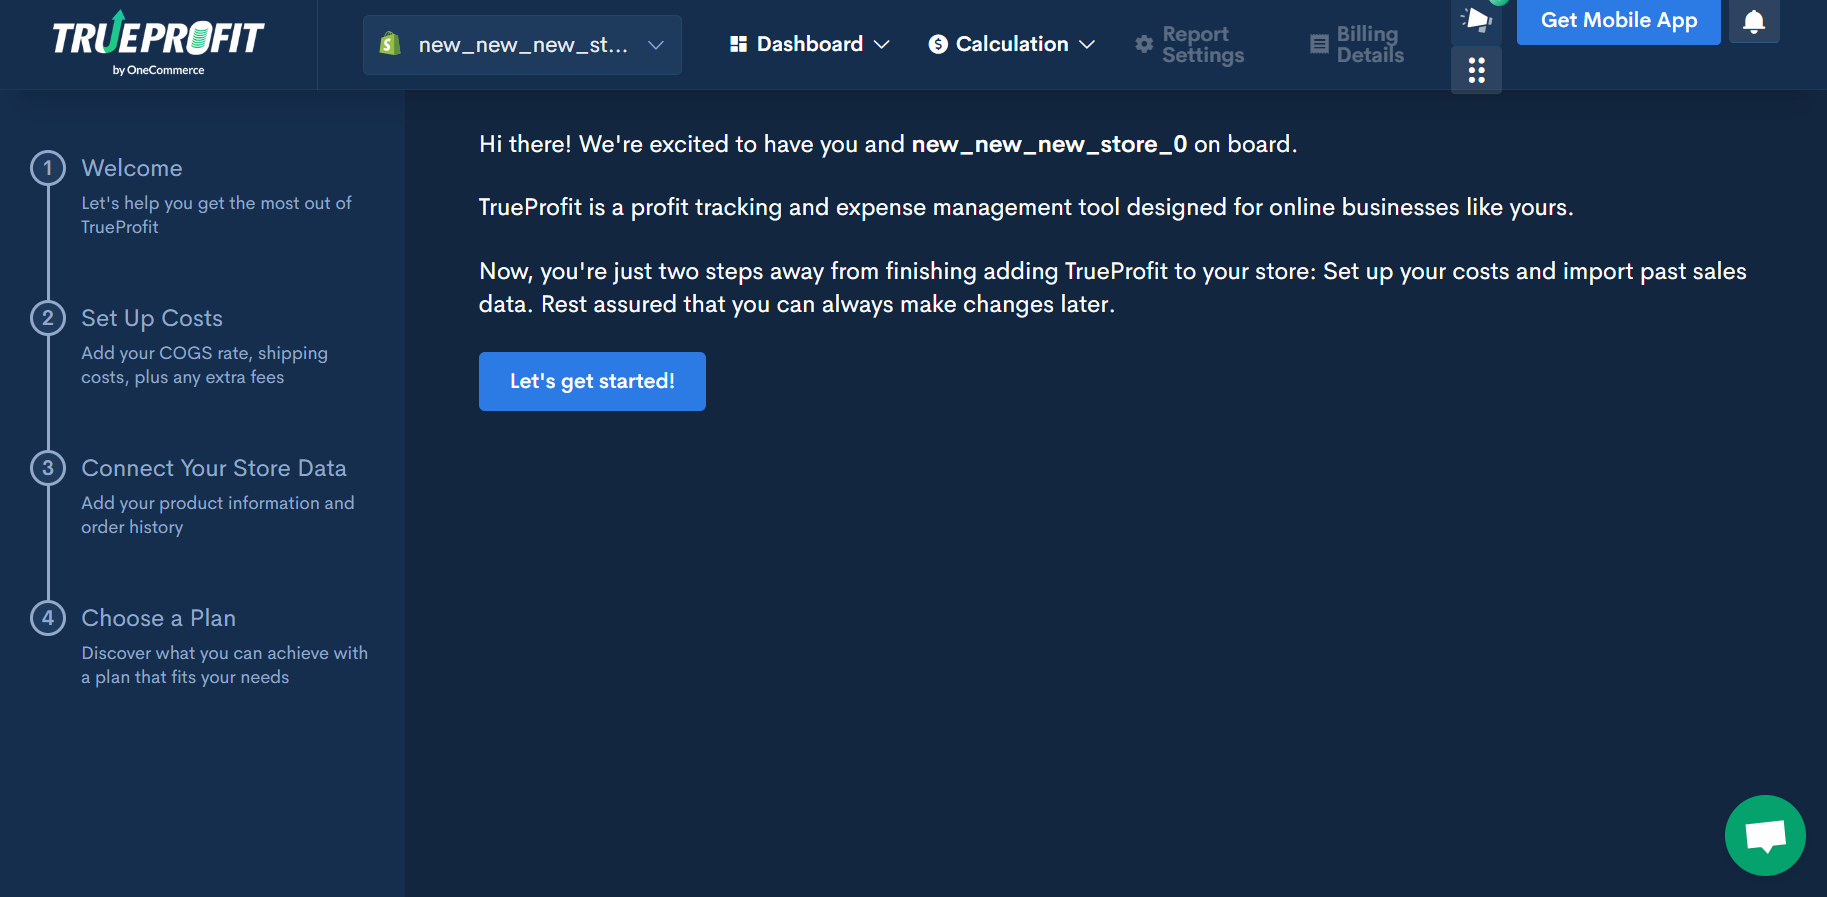 TRUEPROFIT
by OneCommerce
new_new_new_st...
Dashboard
Calculation
Report
Settings
Billing
Details
Get Mobile App
1
Welcome
Let's help you get the most out of
TrueProfit
2
Set Up Costs
Add your COGS rate, shipping
costs, plus any extra fees
3
Connect Your Store Data
Add your product information and
order history
4
Choose a Plan
Discover what you can achieve with
a plan that fits your needs
Hi there! We're excited to have you and new_new_new_store_0 on board.
TrueProfit is a profit tracking and expense management tool designed for online businesses like yours.
Now, you're just two steps away from finishing adding TrueProfit to your store: Set up your costs and import past sales
data. Rest assured that you can always make changes later.
Let's get started!